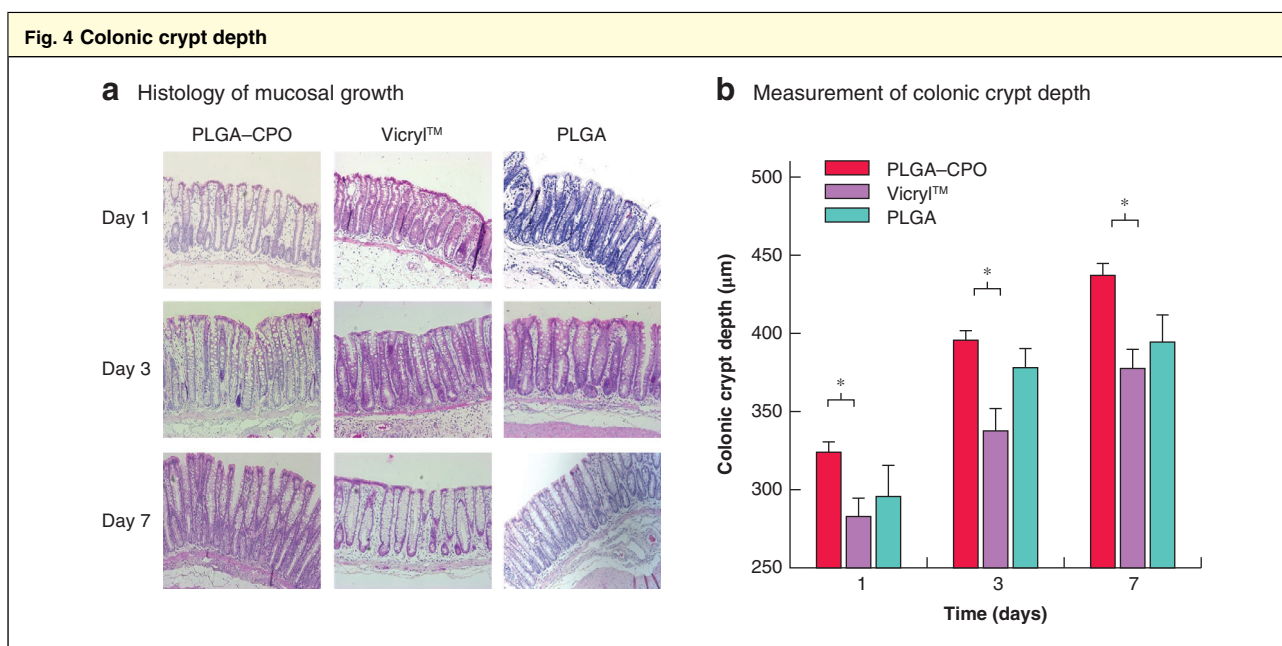 Fig. 4 Colonic crypt depth
a Histology of mucosal growth
PLGA–CPO
Vicryl™
PLGA
Day 1
Day 3
Day 7
b Measurement of colonic crypt depth
PLGA–CPO
Vicryl™
PLGA
Colonic crypt depth (μm)
500
450
400
350
300
250
*
*
*
1
3
7
Time (days)